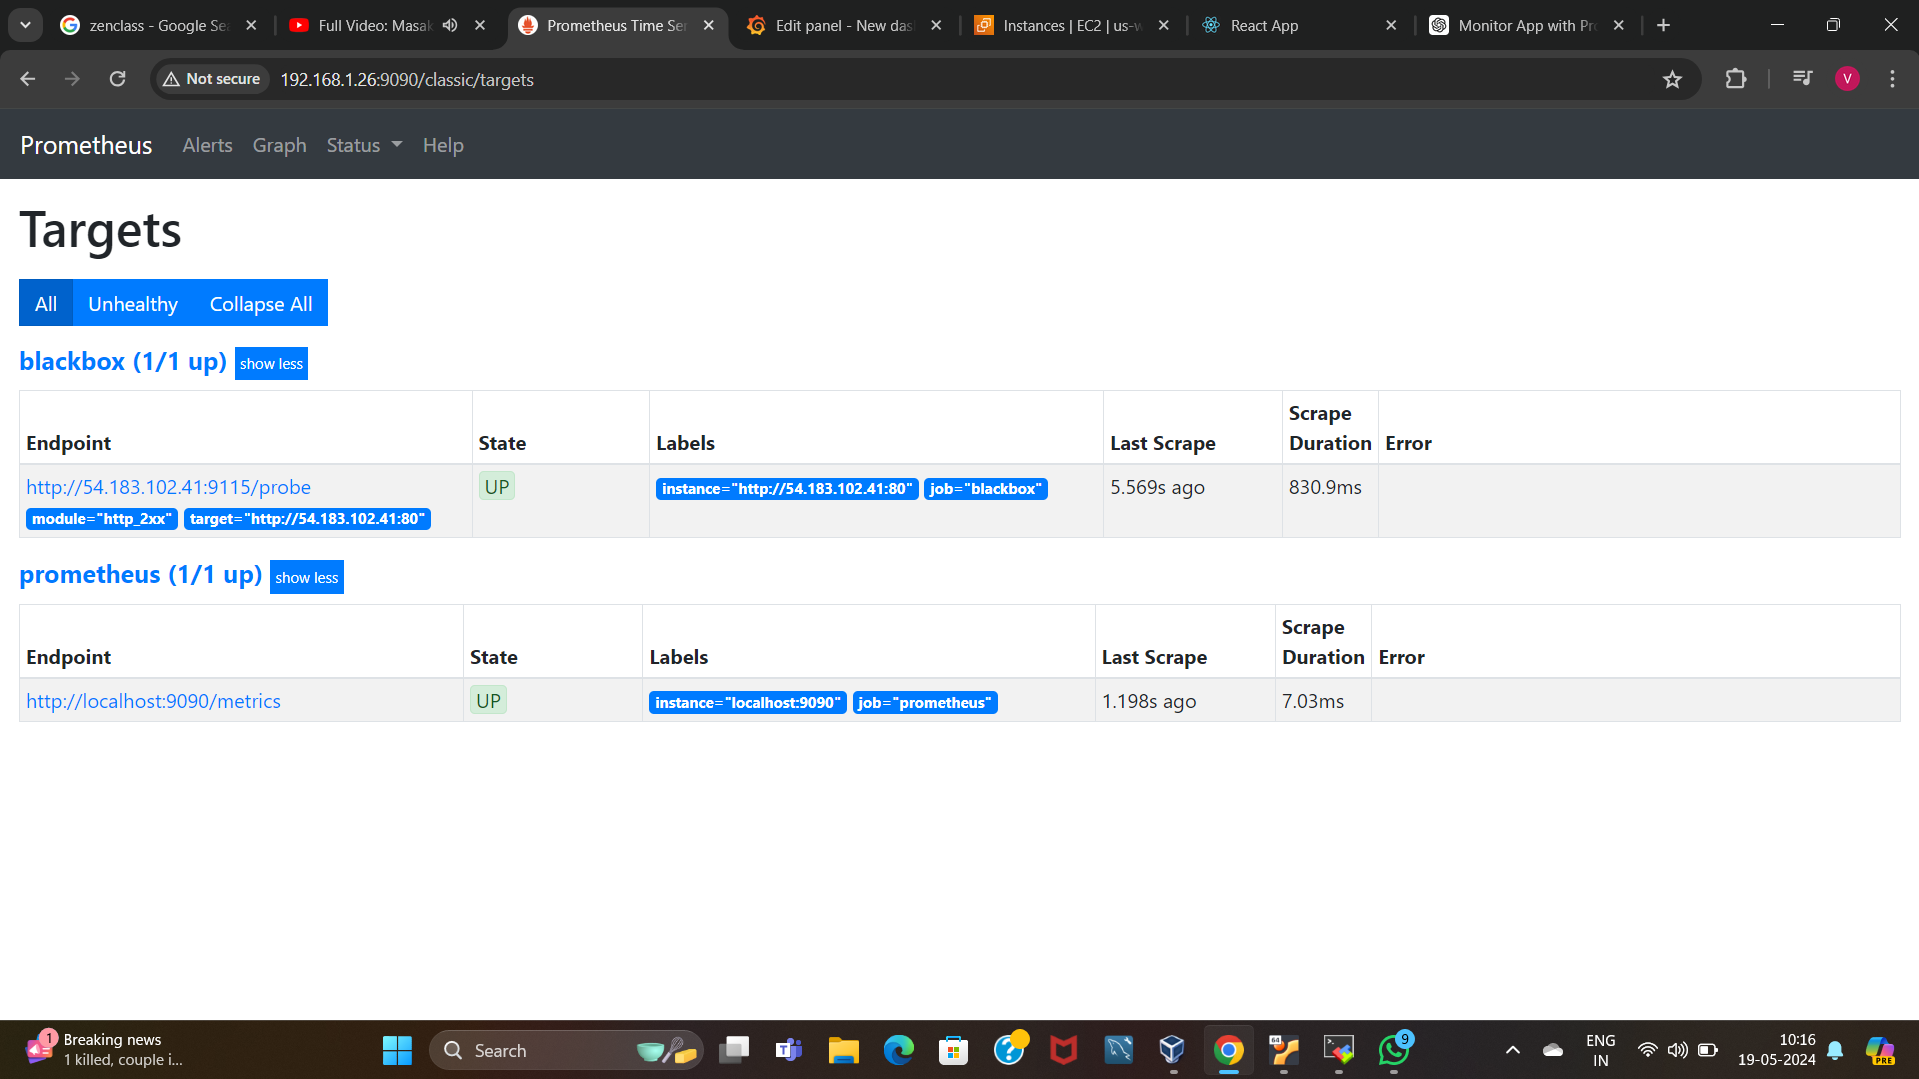 zenclass - Google Se
Full Video: Masak
Prometheus Time Se
Edit panel - New das
Instances | EC2 | us-w
React App
Monitor App with Pr
Not secure
192.168.1.26:9090/classic/targets
V
Prometheus Alerts Graph Status Help
Targets
All Unhealthy Collapse All
blackbox (1/1 up) show less
Endpoint State Labels Last Scrape Scrape Duration Error
http://54.183.102.41:9115/probe UP instance="http://54.183.102.41:80" job="blackbox" 5.569s ago 830.9ms
module="http_2xx" target="http://54.183.102.41:80"
prometheus (1/1 up) show less
Endpoint State Labels Last Scrape Scrape Duration Error
http://localhost:9090/metrics UP instance="localhost:9090" job="prometheus" 1.198s ago 7.03ms
1
Breaking news
1 killed, couple i...
Search
9
ENG
IN
10:16
19-05-2024
PRE